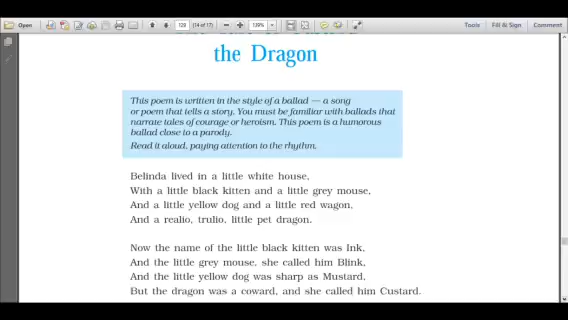 Open
129
(14 of 17)
139%
Tools
Fill & Sign
Comment
the Dragon
This poem is written in the style of a ballad — a song
or poem that tells a story. You must be familiar with ballads that
narrate tales of courage or heroism. This poem is a humorous
ballad close to a parody.
Read it aloud, paying attention to the rhythm.
Belinda lived in a little white house,
With a little black kitten and a little grey mouse,
And a little yellow dog and a little red wagon,
And a realio, trulio, little pet dragon.
Now the name of the little black kitten was Ink,
And the little grey mouse, she called him Blink,
And the little yellow dog was sharp as Mustard,
But the dragon was a coward, and she called him Custard.